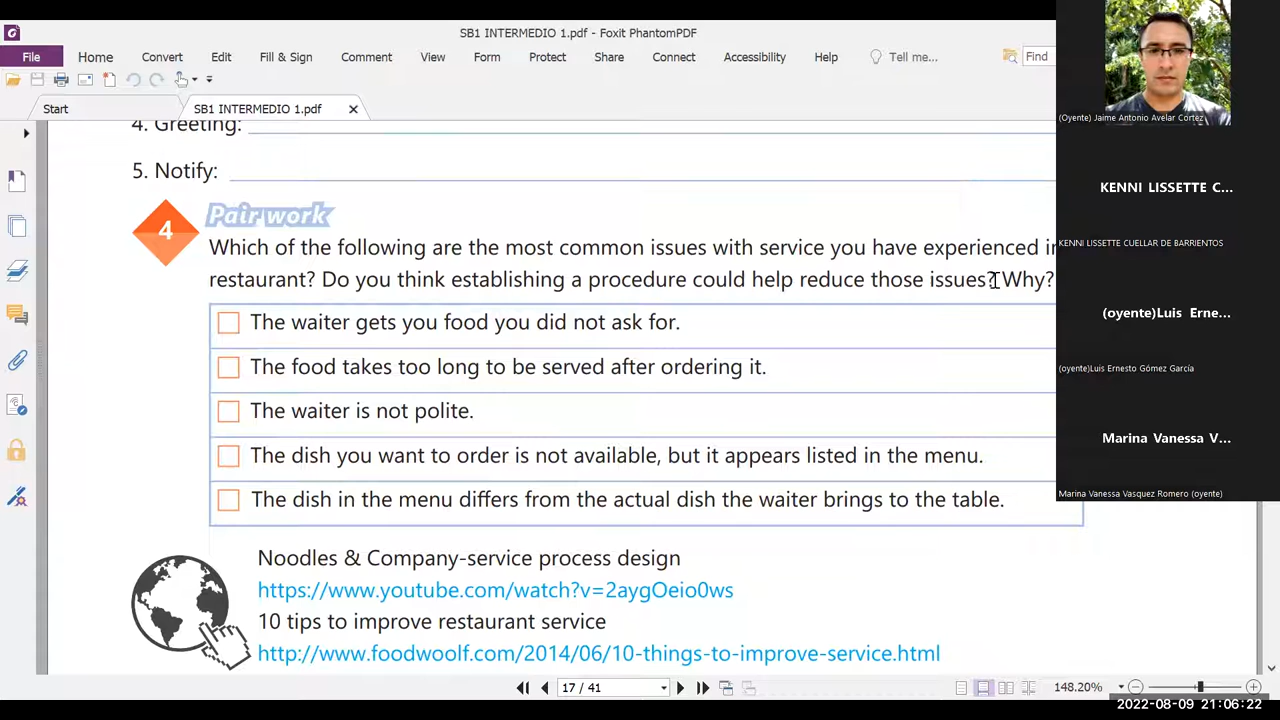 SB1 INTERMEDIO 1.pdf - Foxit PhantomPDF
File Home Convert Edit Fill & Sign Comment View Form Protect Share Connect Accessibility Help Tell me... Find
Start SB1 INTERMEDIO 1.pdf
(Oyente) Jaime Antonio Avelar Cortez
4. Greeting:
5. Notify:
KENNI LISSETTE C...
KENNI LISSETTE CUELLAR DE BARRIENTOS
4 Pair work
Which of the following are the most common issues with service you have experienced in
restaurant? Do you think establishing a procedure could help reduce those issues? Why?
The waiter gets you food you did not ask for.
The food takes too long to be served after ordering it.
The waiter is not polite.
The dish you want to order is not available, but it appears listed in the menu.
The dish in the menu differs from the actual dish the waiter brings to the table.
(oyente)Luis Erne...
(oyente)Luis Ernesto Gómez García
Marina Vanessa V...
Marina Vanessa Vasquez Romero (oyente)
Noodles & Company-service process design
https://www.youtube.com/watch?v=2aygOeio0ws
10 tips to improve restaurant service
http://www.foodwoolf.com/2014/06/10-things-to-improve-service.html
17 / 41
148.20%
2022-08-09 21:06:22